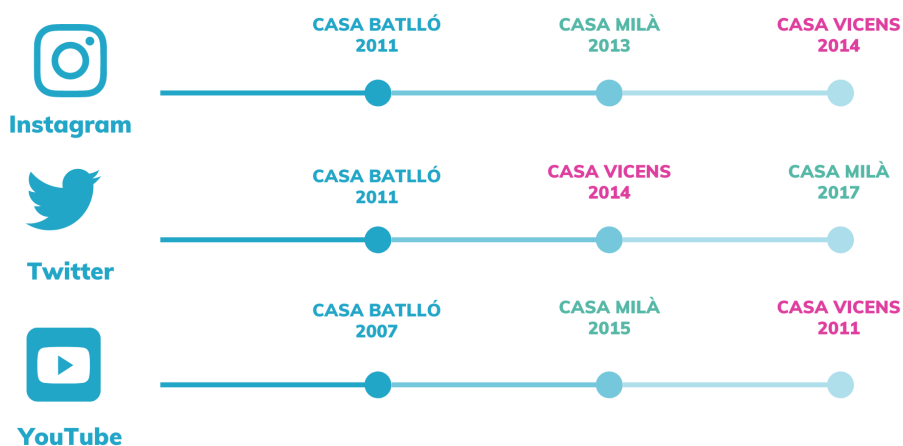 CASA BATLLÓ
2011
CASA MILÀ
2013
CASA VICENS
2014
Instagram
CASA BATLLÓ
2011
CASA VICENS
2014
CASA MILÀ
2017
Twitter
CASA BATLLÓ
2007
CASA MILÀ
2015
CASA VICENS
2011
YouTube